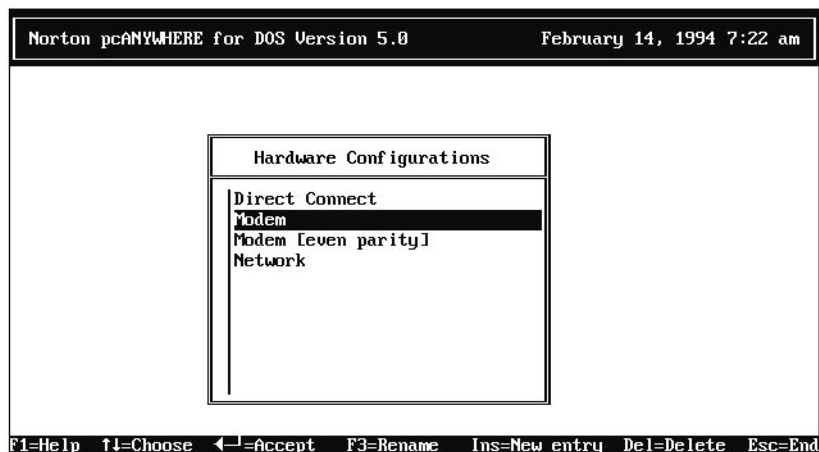 Norton pcANYWHERE for DOS Version 5.0 February 14, 1994 7:22 am
Hardware Configurations
Direct Connect
Modem
Modem [even parity]
Network
F1=Help ↑↓=Choose ◄─┘=Accept F3=Rename Ins=New entry Del=Delete Esc=End